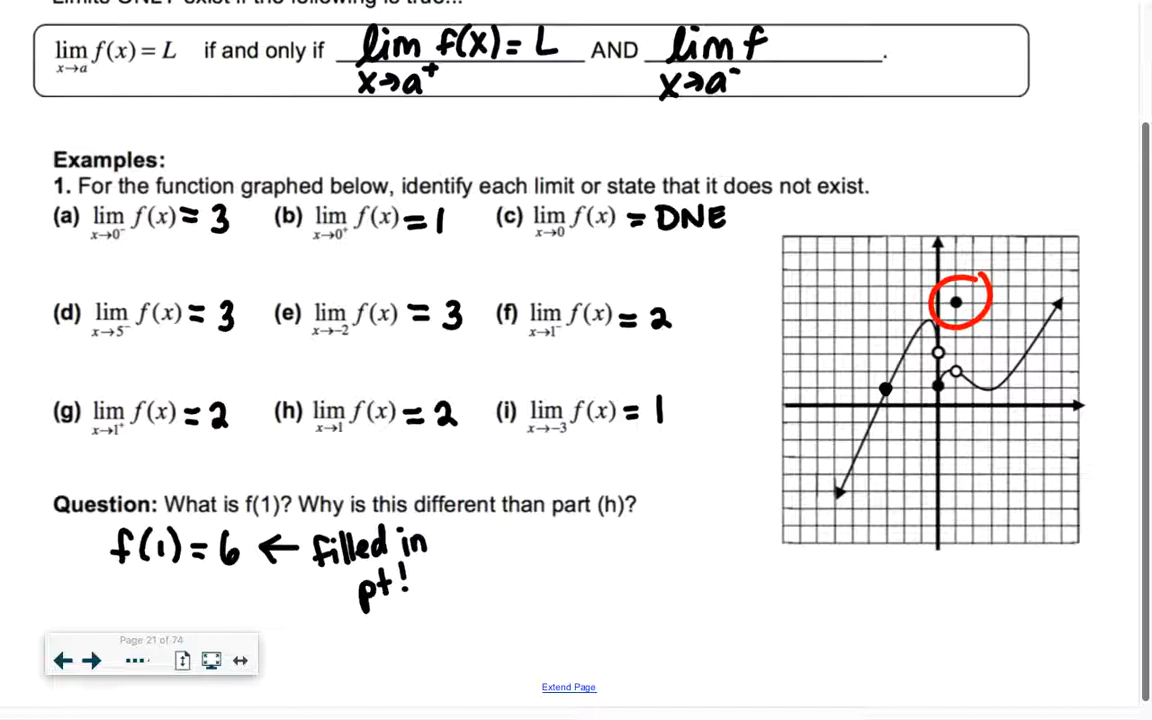 Limits ONLY exist if the following is true...
lim f(x) = L if and only if lim f(x) = L AND lim f .
x→a x→a⁺ x→a⁻
Examples:
1. For the function graphed below, identify each limit or state that it does not exist.
(a) lim f(x) = 3 (b) lim f(x) = 1 (c) lim f(x) = DNE
x→0⁻ x→0⁺ x→0
(d) lim f(x) = 3 (e) lim f(x) = 3 (f) lim f(x) = 2
x→5⁻ x→-2 x→1⁻
(g) lim f(x) = 2 (h) lim f(x) = 2 (i) lim f(x) = 1
x→1⁺ x→1 x→-3
Question: What is f(1)? Why is this different than part (h)?
f(1) = 6 ← filled in
pt!
Page 21 of 74
Extend Page